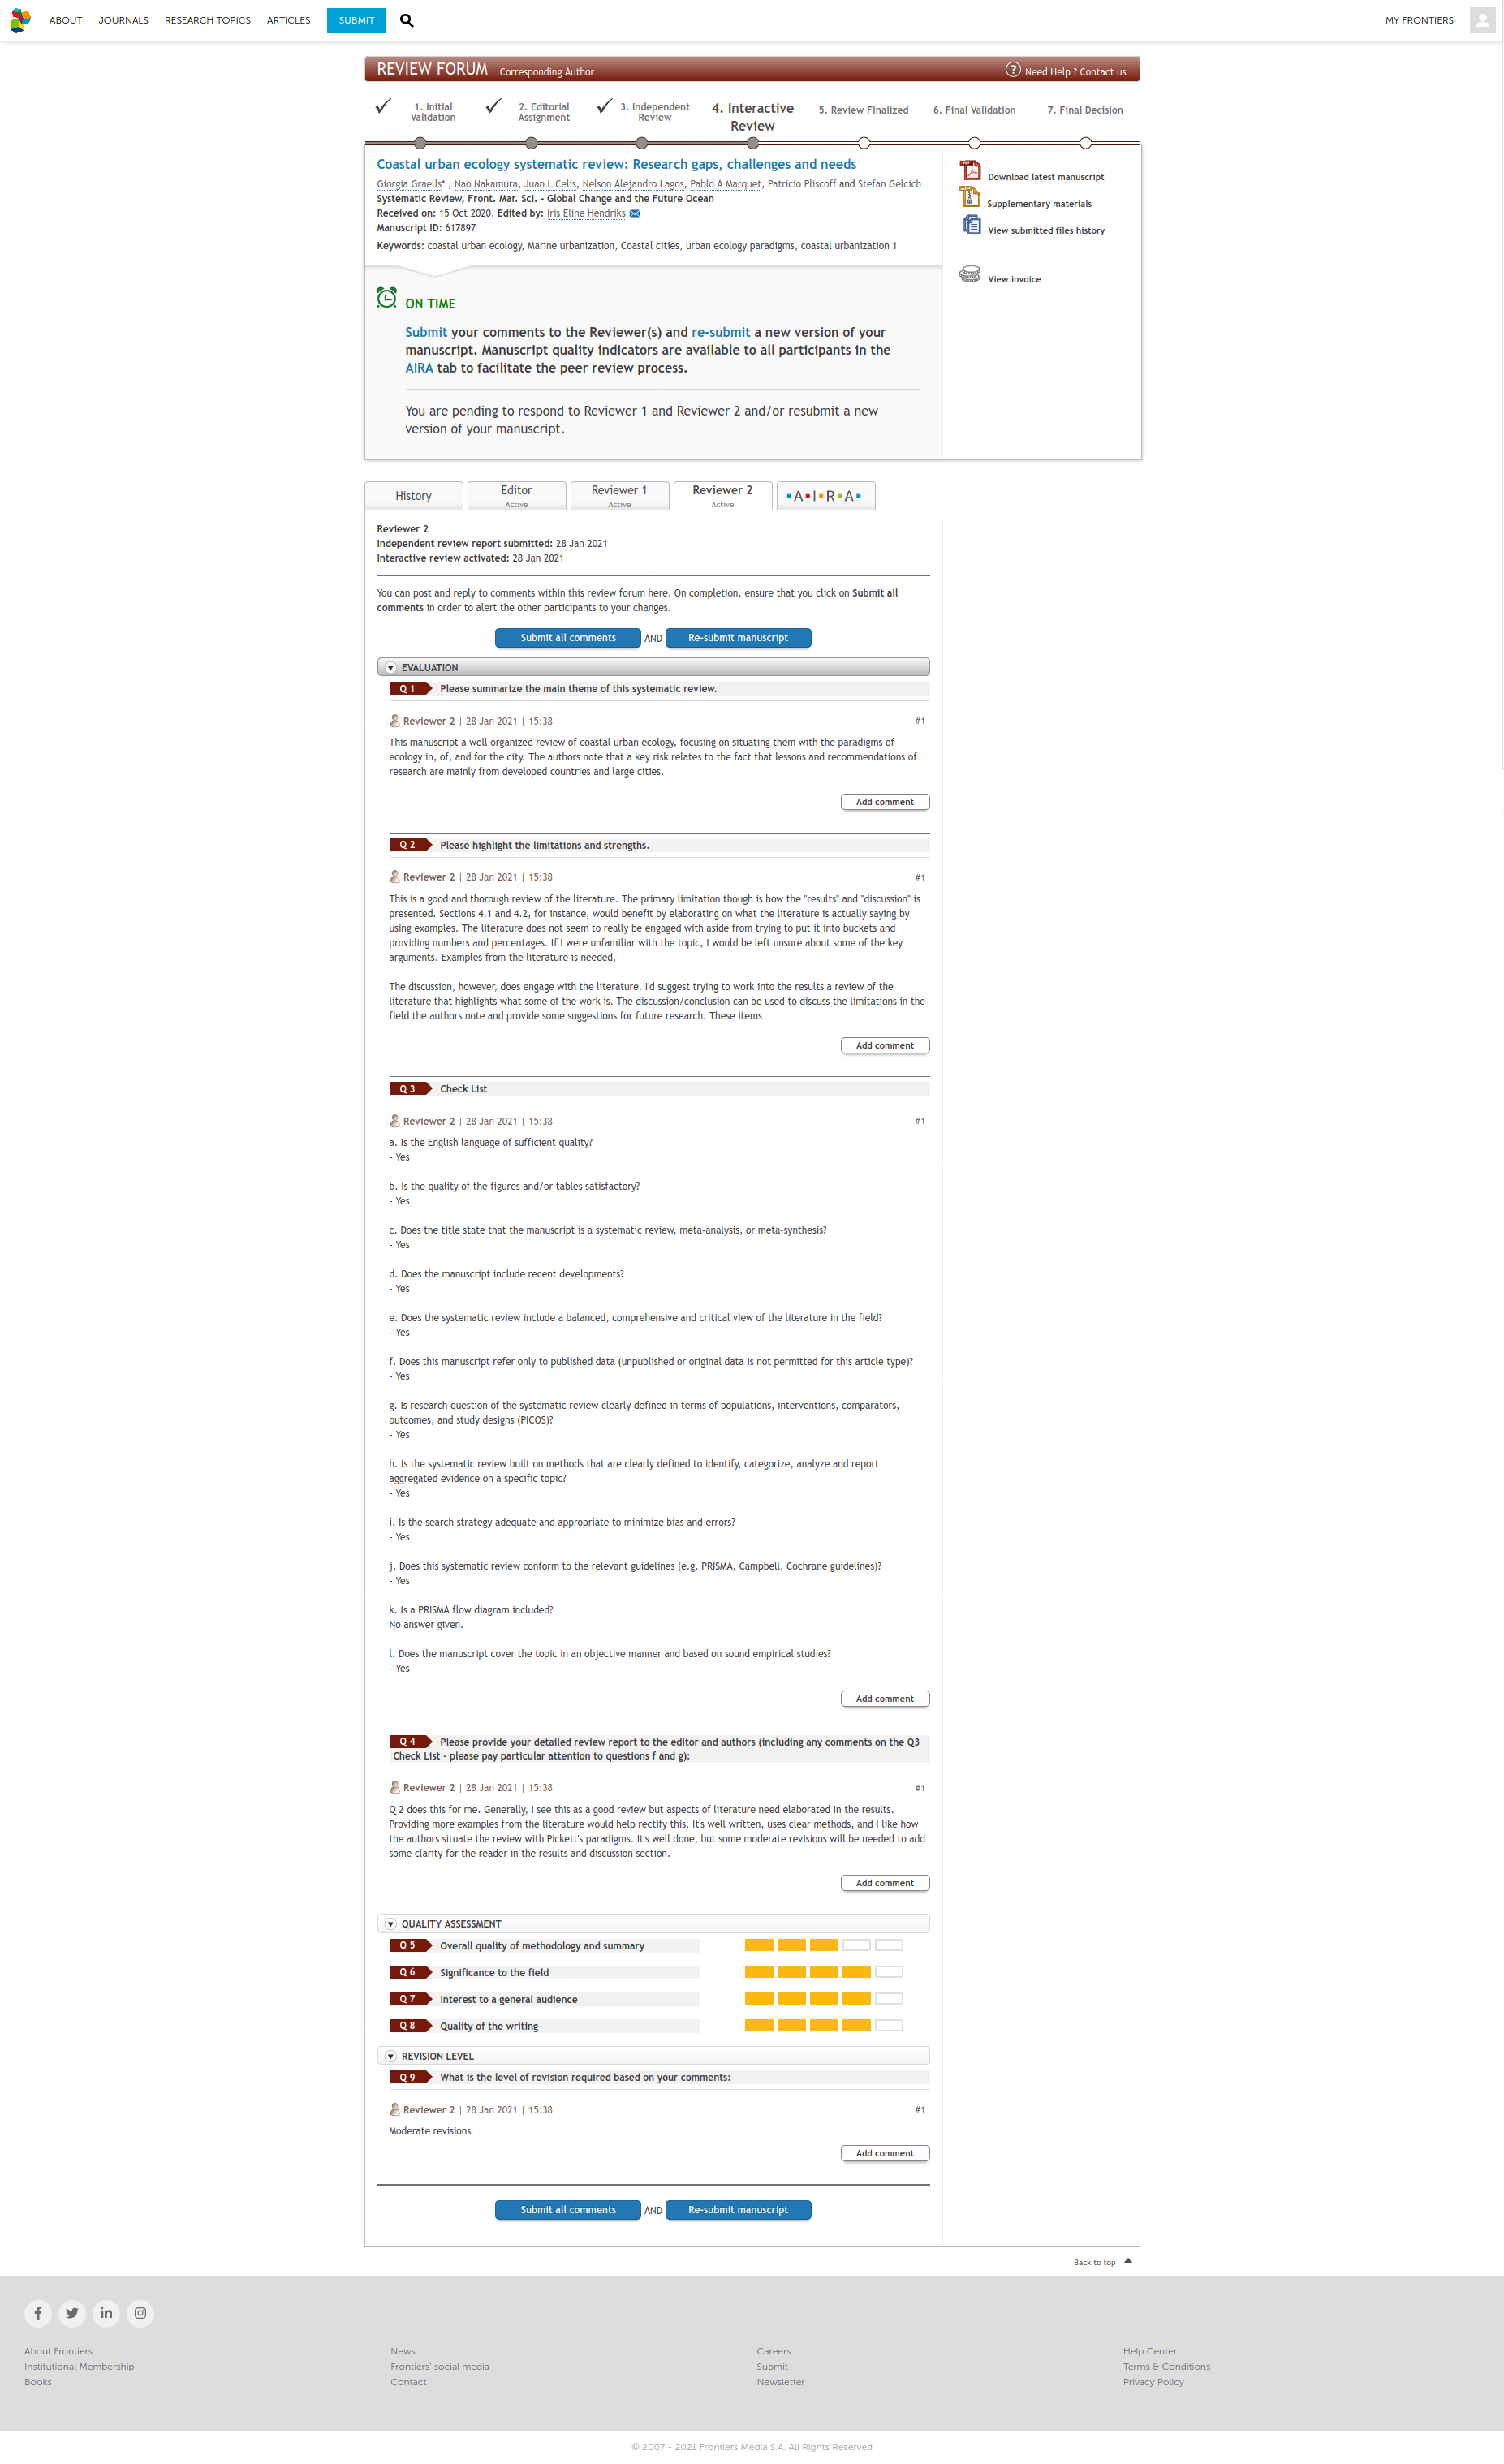 ABOUT JOURNALS RESEARCH TOPICS ARTICLES SUBMIT MY FRONTIERS
REVIEW FORUM Corresponding Author ? Need Help ? Contact us
1. Initial Validation
2. Editorial Assignment
3. Independent Review
4. Interactive Review
5. Review Finalized
6. Final Validation
7. Final Decision
Coastal urban ecology systematic review: Research gaps, challenges and needs
Giorgia Graells* , Nao Nakamura, Juan L Celis, Nelson Alejandro Lagos, Pablo A Marquet, Patricio Pliscoff and Stefan Gelcich
Systematic Review, Front. Mar. Sci. - Global Change and the Future Ocean
Received on: 15 Oct 2020, Edited by: Iris Eline Hendriks
Manuscript ID: 617897
Keywords: coastal urban ecology, Marine urbanization, Coastal cities, urban ecology paradigms, coastal urbanization 1
Download latest manuscript
Supplementary materials
View submitted files history
View invoice
ON TIME
Submit your comments to the Reviewer(s) and re-submit a new version of your
manuscript. Manuscript quality indicators are available to all participants in the
AIRA tab to facilitate the peer review process.
You are pending to respond to Reviewer 1 and Reviewer 2 and/or resubmit a new
version of your manuscript.
History
Editor
Active
Reviewer 1
Active
Reviewer 2
Active
A I R A
Reviewer 2
Independent review report submitted: 28 Jan 2021
Interactive review activated: 28 Jan 2021
You can post and reply to comments within this review forum here. On completion, ensure that you click on Submit all
comments in order to alert the other participants to your changes.
Submit all comments AND Re-submit manuscript
EVALUATION
Q 1 Please summarize the main theme of this systematic review.
Reviewer 2 | 28 Jan 2021 | 15:38 #1
This manuscript a well organized review of coastal urban ecology, focusing on situating them with the paradigms of
ecology in, of, and for the city. The authors note that a key risk relates to the fact that lessons and recommendations of
research are mainly from developed countries and large cities.
Add comment
Q 2 Please highlight the limitations and strengths.
Reviewer 2 | 28 Jan 2021 | 15:38 #1
This is a good and thorough review of the literature. The primary limitation though is how the "results" and "discussion" is
presented. Sections 4.1 and 4.2, for instance, would benefit by elaborating on what the literature is actually saying by
using examples. The literature does not seem to really be engaged with aside from trying to put it into buckets and
providing numbers and percentages. If I were unfamiliar with the topic, I would be left unsure about some of the key
arguments. Examples from the literature is needed.
The discussion, however, does engage with the literature. I'd suggest trying to work into the results a review of the
literature that highlights what some of the work is. The discussion/conclusion can be used to discuss the limitations in the
field the authors note and provide some suggestions for future research. These items
Add comment
Q 3 Check List
Reviewer 2 | 28 Jan 2021 | 15:38 #1
a. Is the English language of sufficient quality?
- Yes
b. Is the quality of the figures and/or tables satisfactory?
- Yes
c. Does the title state that the manuscript is a systematic review, meta-analysis, or meta-synthesis?
- Yes
d. Does the manuscript include recent developments?
- Yes
e. Does the systematic review include a balanced, comprehensive and critical view of the literature in the field?
- Yes
f. Does this manuscript refer only to published data (unpublished or original data is not permitted for this article type)?
- Yes
g. Is research question of the systematic review clearly defined in terms of populations, interventions, comparators,
outcomes, and study designs (PICOS)?
- Yes
h. Is the systematic review built on methods that are clearly defined to identify, categorize, analyze and report
aggregated evidence on a specific topic?
- Yes
i. Is the search strategy adequate and appropriate to minimize bias and errors?
- Yes
j. Does this systematic review conform to the relevant guidelines (e.g. PRISMA, Campbell, Cochrane guidelines)?
- Yes
k. Is a PRISMA flow diagram included?
No answer given.
l. Does the manuscript cover the topic in an objective manner and based on sound empirical studies?
- Yes
Add comment
Q 4 Please provide your detailed review report to the editor and authors (including any comments on the Q3
Check List - please pay particular attention to questions f and g):
Reviewer 2 | 28 Jan 2021 | 15:38 #1
Q 2 does this for me. Generally, I see this as a good review but aspects of literature need elaborated in the results.
Providing more examples from the literature would help rectify this. It's well written, uses clear methods, and I like how
the authors situate the review with Pickett's paradigms. It's well done, but some moderate revisions will be needed to add
some clarity for the reader in the results and discussion section.
Add comment
QUALITY ASSESSMENT
Q 5 Overall quality of methodology and summary
Q 6 Significance to the field
Q 7 Interest to a general audience
Q 8 Quality of the writing
REVISION LEVEL
Q 9 What is the level of revision required based on your comments:
Reviewer 2 | 28 Jan 2021 | 15:38 #1
Moderate revisions
Add comment
Submit all comments AND Re-submit manuscript
Back to top
About Frontiers News Careers Help Center
Institutional Membership Frontiers' social media Submit Terms & Conditions
Books Contact Newsletter Privacy Policy
© 2007 - 2021 Frontiers Media S.A. All Rights Reserved